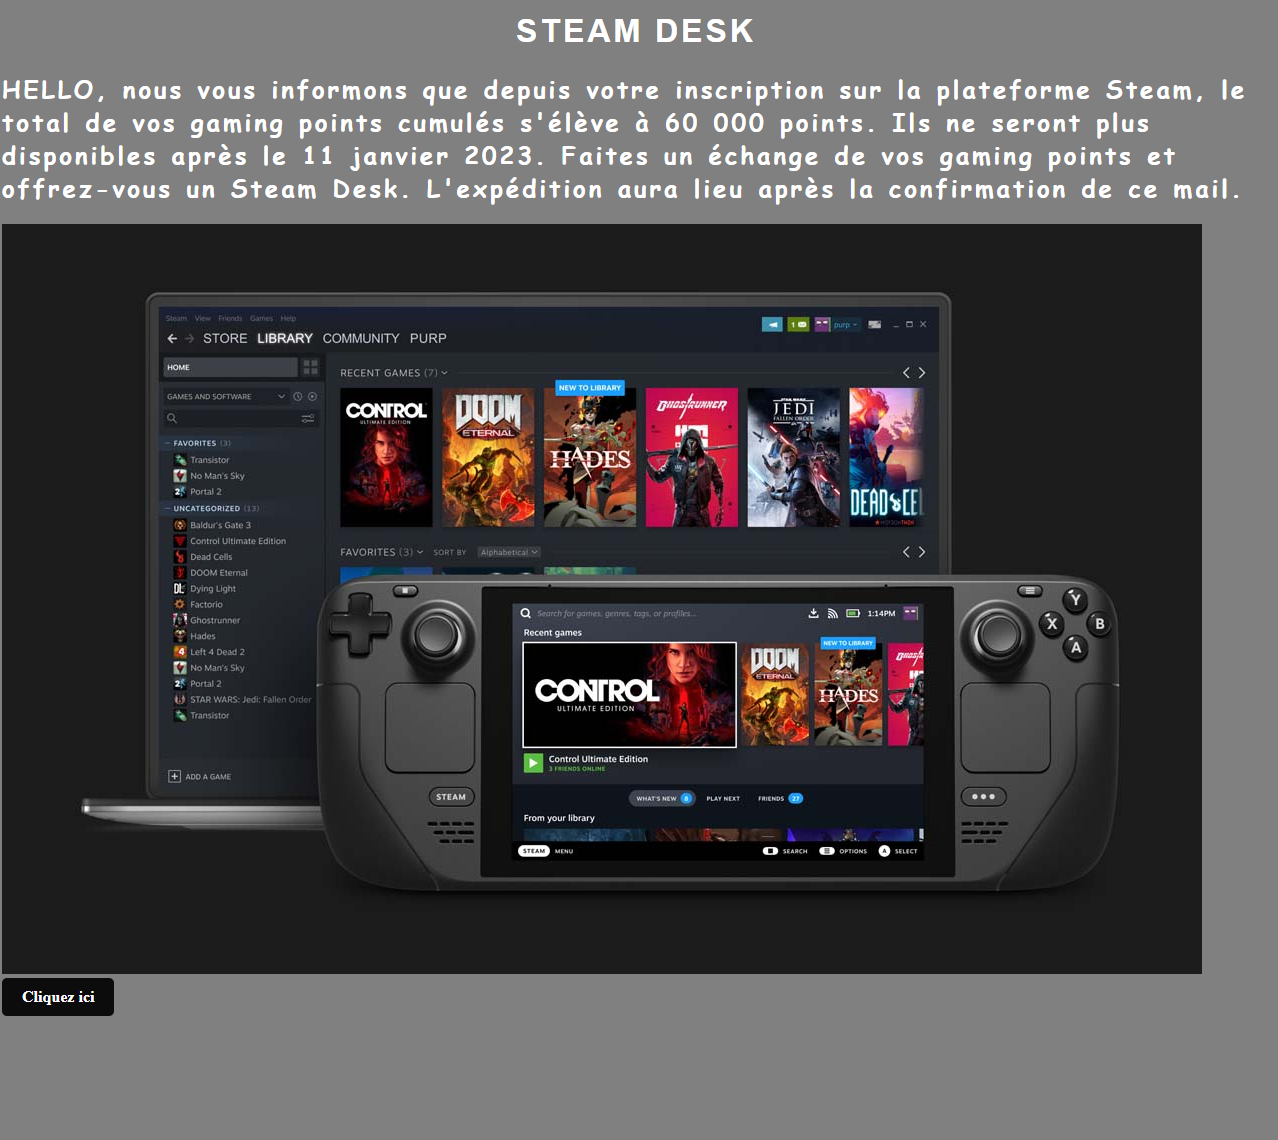 STEAM DESK
HELLO, nous vous informons que depuis votre inscription sur la plateforme Steam, le
total de vos gaming points cumulés s'élève à 60 000 points. Ils ne seront plus
disponibles après le 11 janvier 2023. Faites un échange de vos gaming points et
offrez-vous un Steam Desk. L'expédition aura lieu après la confirmation de ce mail.
Steam View Friends Games Help
1 purp
STORE LIBRARY COMMUNITY PURP
HOME
RECENT GAMES (7)
NEW TO LIBRARY
GAMES AND SOFTWARE
CONTROL
ULTIMATE EDITION
DOOM
ETERNAL
HADES
GHOSTRUNNER
STAR WARS
JEDI
FALLEN ORDER
DEAD CEL
MOTION TWIN
FAVORITES (3)
Transistor
No Man's Sky
Portal 2
UNCATEGORIZED (13)
Baldur's Gate 3
Control Ultimate Edition
Dead Cells
DOOM Eternal
Dying Light
Factorio
Ghostrunner
Hades
Left 4 Dead 2
No Man's Sky
Portal 2
STAR WARS: Jedi: Fallen Order
Transistor
ADD A GAME
FAVORITES (3) SORT BY Alphabetical
Search for games, genres, tags, or profiles...
1:14PM
Recent games
NEW TO LIBRARY
CONTROL
ULTIMATE EDITION
DOOM
ETERNAL
HADES
Control Ultimate Edition
3 FRIENDS ONLINE
WHAT'S NEW 8 PLAY NEXT FRIENDS 27
From your library
STEAM MENU SEARCH OPTIONS A SELECT
STEAM
Y
X B
A
Cliquez ici